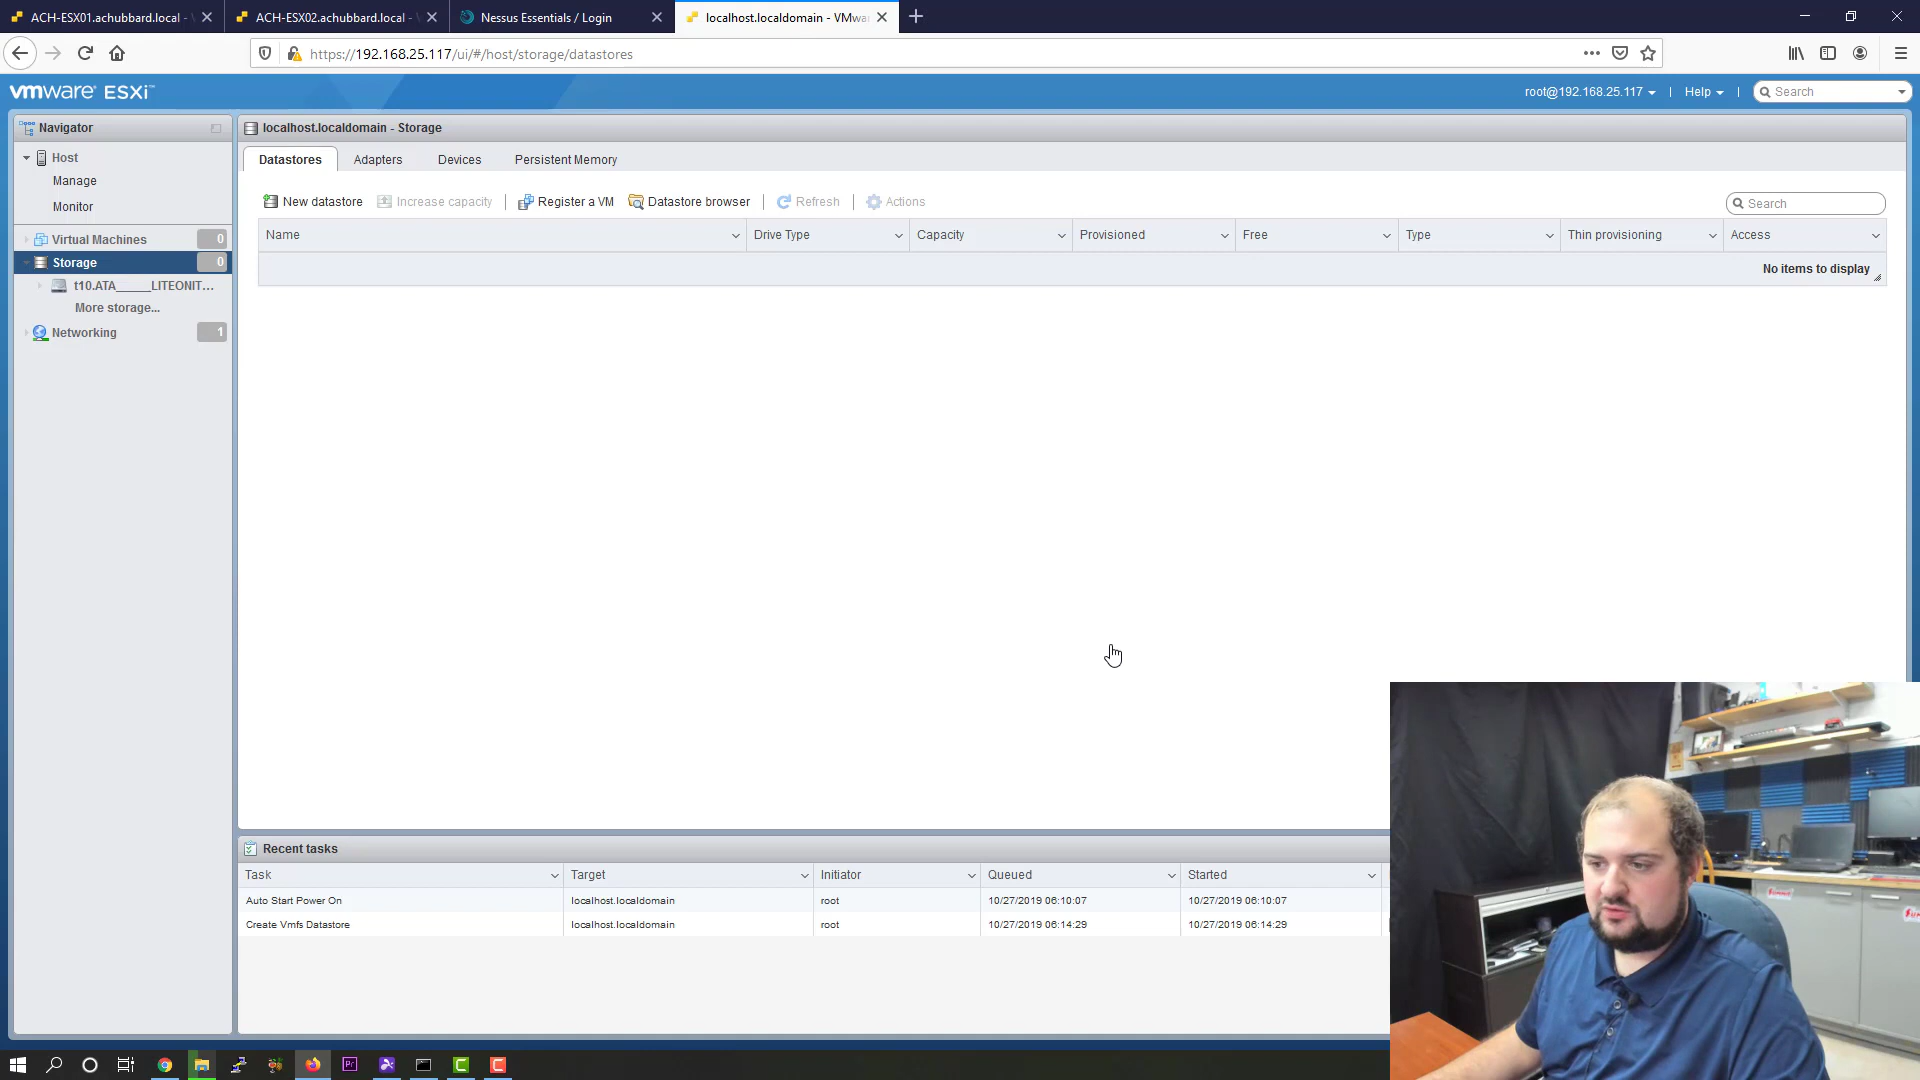 ACH-ESX01.achubbard.local -
ACH-ESX02.achubbard.local -
Nessus Essentials / Login
localhost.localdomain - VMwa
https://192.168.25.117/ui/#/host/storage/datastores
vmware ESXi™
root@192.168.25.117
Help
Search
Navigator
Host
Manage
Monitor
Virtual Machines 0
Storage 0
t10.ATA_____LITEONIT...
More storage...
Networking 1
localhost.localdomain - Storage
Datastores Adapters Devices Persistent Memory
New datastore Increase capacity Register a VM Datastore browser Refresh Actions
Search
Name Drive Type Capacity Provisioned Free Type Thin provisioning Access
No items to display
Recent tasks
Task Target Initiator Queued Started
Auto Start Power On localhost.localdomain root 10/27/2019 06:10:07 10/27/2019 06:10:07
Create Vmfs Datastore localhost.localdomain root 10/27/2019 06:14:29 10/27/2019 06:14:29
Pr
C
C